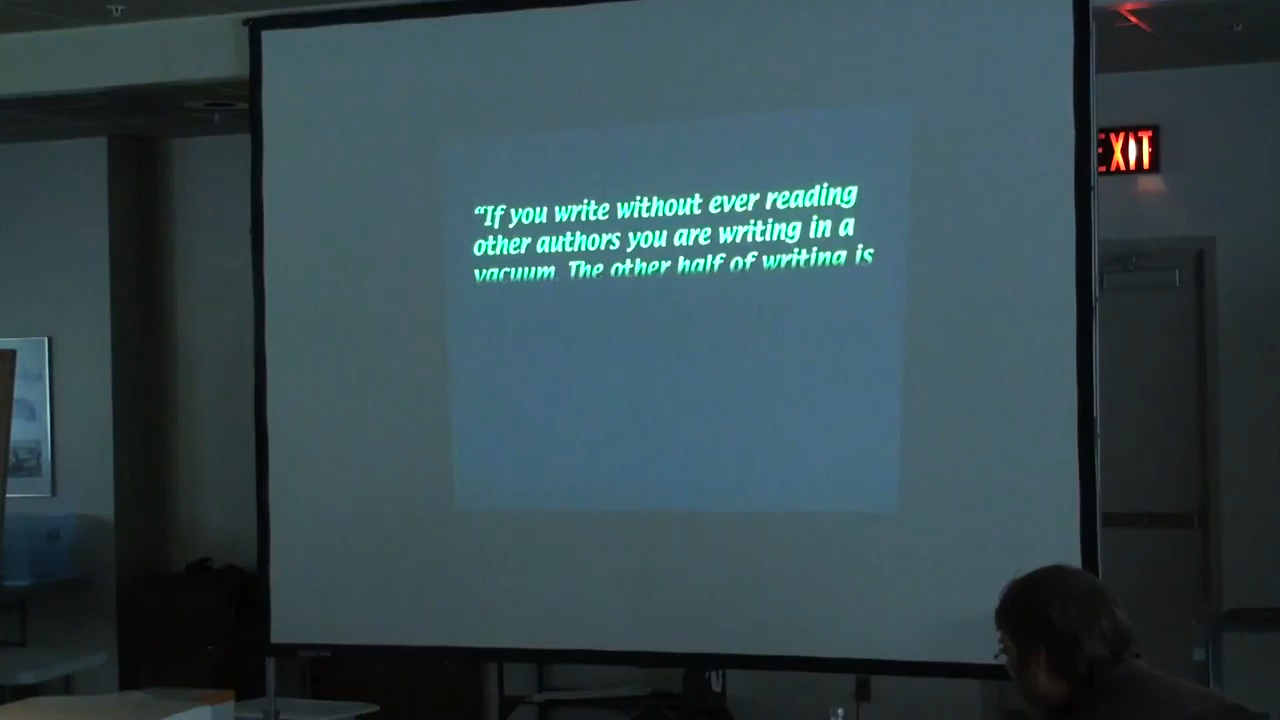 “If you write without ever reading
other authors you are writing in a
vacuum. The other half of writing is
EXIT